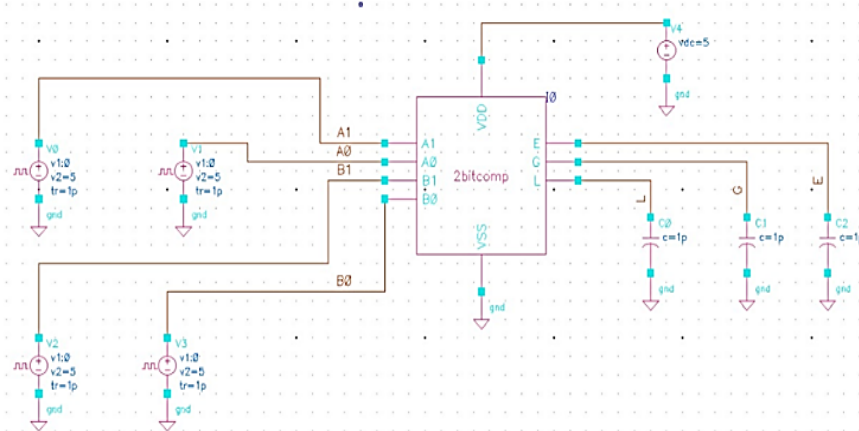 V4
vdc=5
gnd
I0
VDD
A1
A0
B1
B0
A1
A0
B1
B0
2bitcomp
VSS
E
G
L
gnd
V0
v1:0
v2=5
tr=1p
gnd
V1
v1:0
v2=5
tr=1p
gnd
L
G
E
C0
c=1p
gnd
C1
c=1p
gnd
C2
c=1p
gnd
V2
v1:0
v2=5
tr=1p
gnd
V3
v1:0
v2=5
tr=1p
gnd